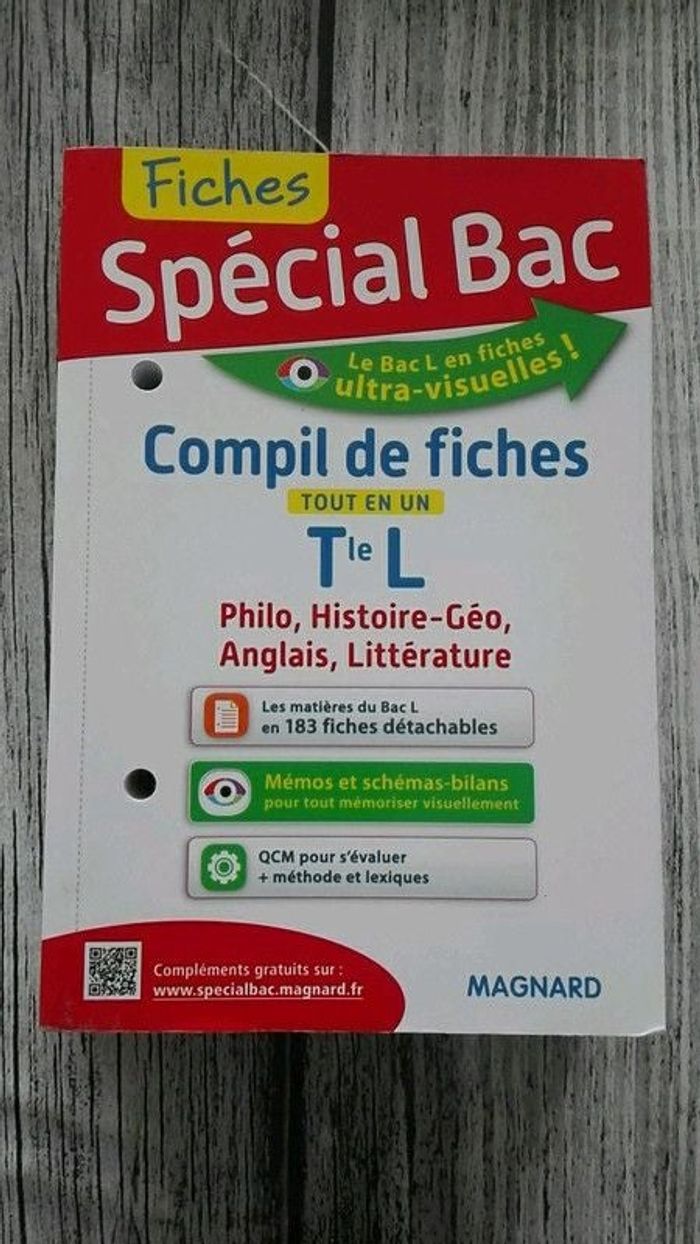 Fiches
Spécial Bac
Le Bac L en fiches
ultra-visuelles !
Compil de fiches
TOUT EN UN
Tle L
Philo, Histoire-Géo,
Anglais, Littérature
Les matières du Bac L
en 183 fiches détachables
Mémos et schémas-bilans
pour tout mémoriser visuellement
QCM pour s'évaluer
+ méthode et lexiques
Compléments gratuits sur :
www.specialbac.magnard.fr
MAGNARD